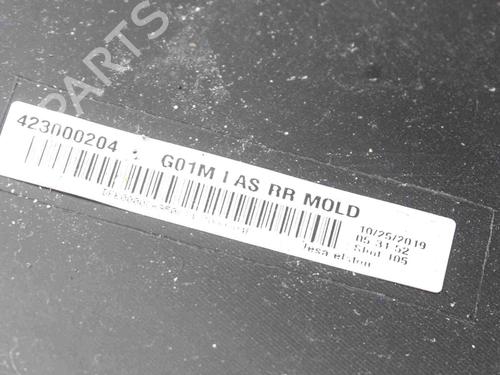 PARTS
423000204 G01M I AS RR MOLD
10/25/2019
05 31 52
Shot 105